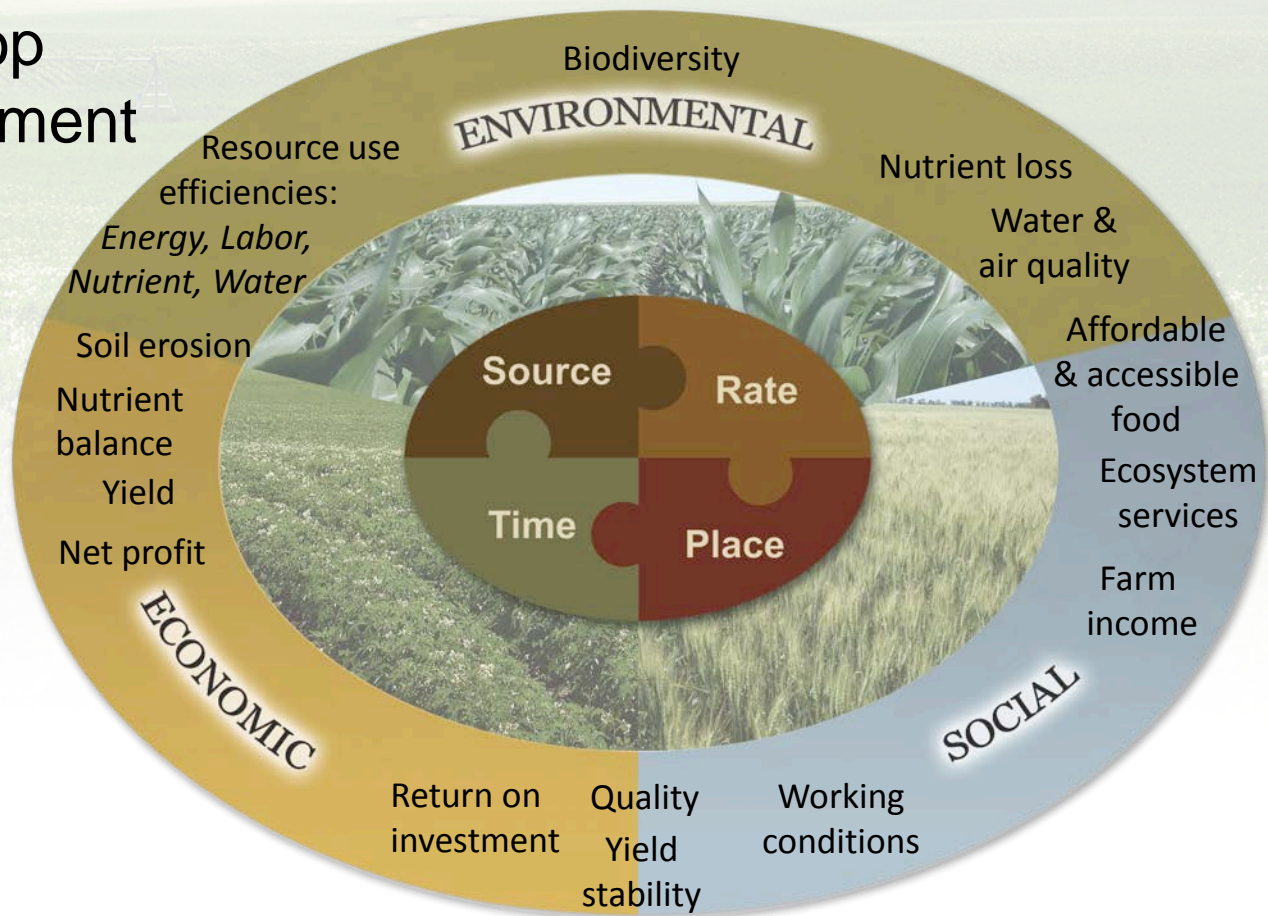 op
ment
Biodiversity
ENVIRONMENTAL
Resource use
efficiencies:
Energy, Labor,
Nutrient, Water
Nutrient loss
Water &
air quality
Soil erosion
Nutrient
balance
Yield
Net profit
ECONOMIC
Source
Rate
Time
Place
Affordable
& accessible
food
Ecosystem
services
Farm
income
SOCIAL
Return on
investment
Quality
Yield
stability
Working
conditions